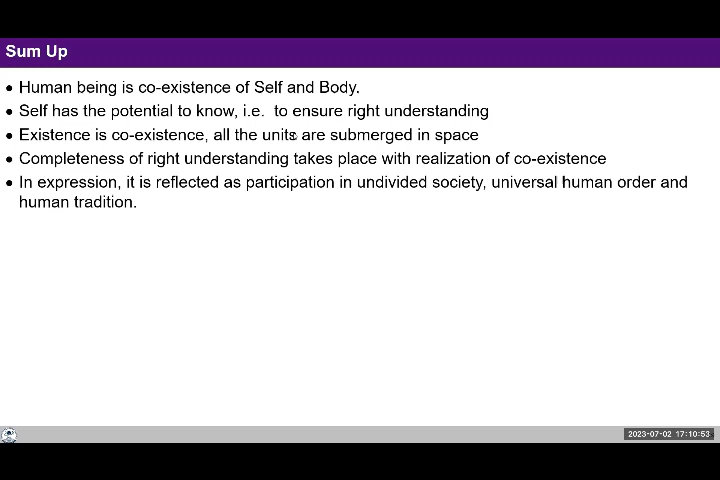 Sum Up
• Human being is co-existence of Self and Body.
• Self has the potential to know, i.e. to ensure right understanding
• Existence is co-existence, all the units are submerged in space
• Completeness of right understanding takes place with realization of co-existence
• In expression, it is reflected as participation in undivided society, universal human order and
human tradition.
2023-07-02 17:10:53